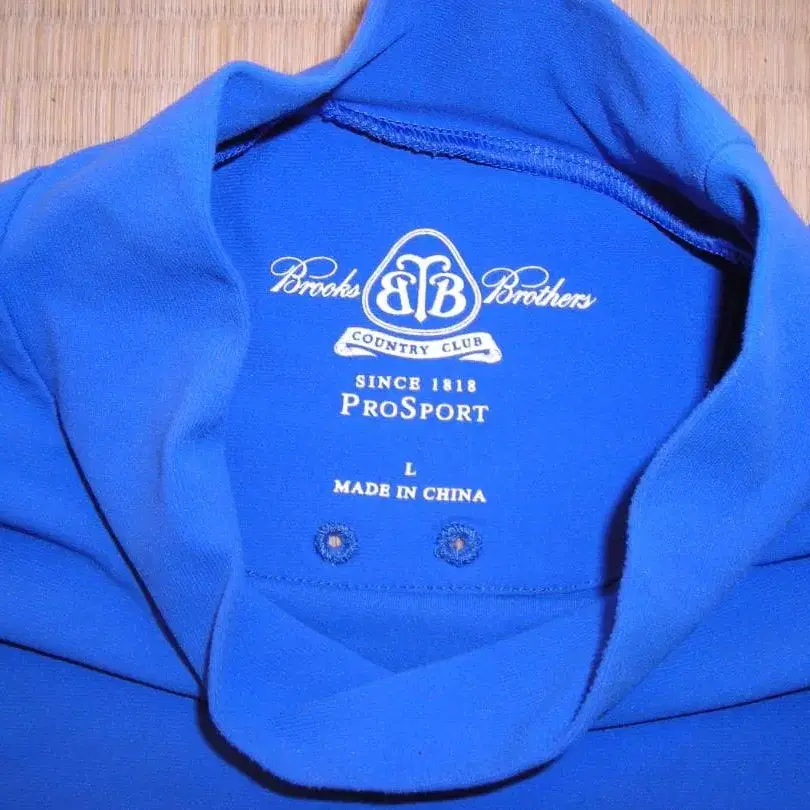 Brooks Brothers
BB
COUNTRY CLUB
SINCE 1818
PROSPORT
L
MADE IN CHINA